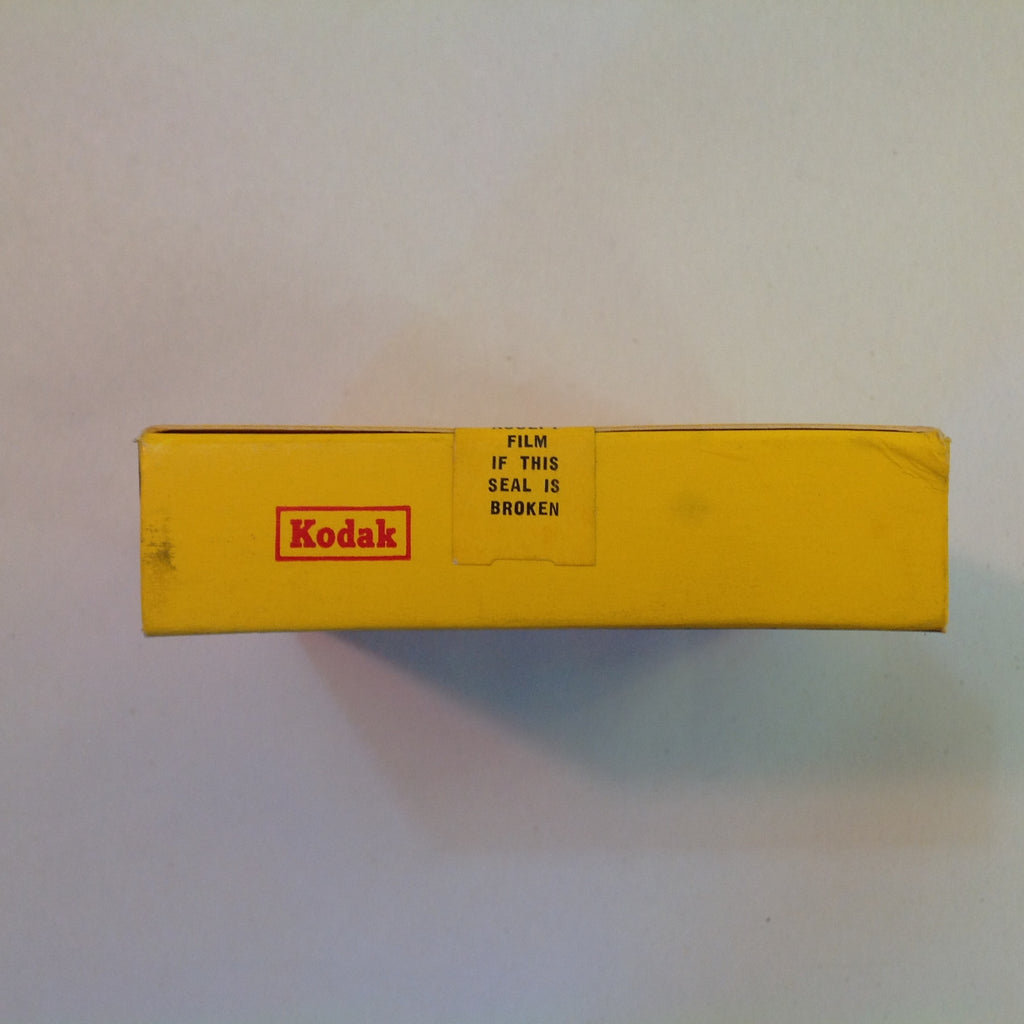 FILM
IF THIS
SEAL IS
BROKEN
Kodak